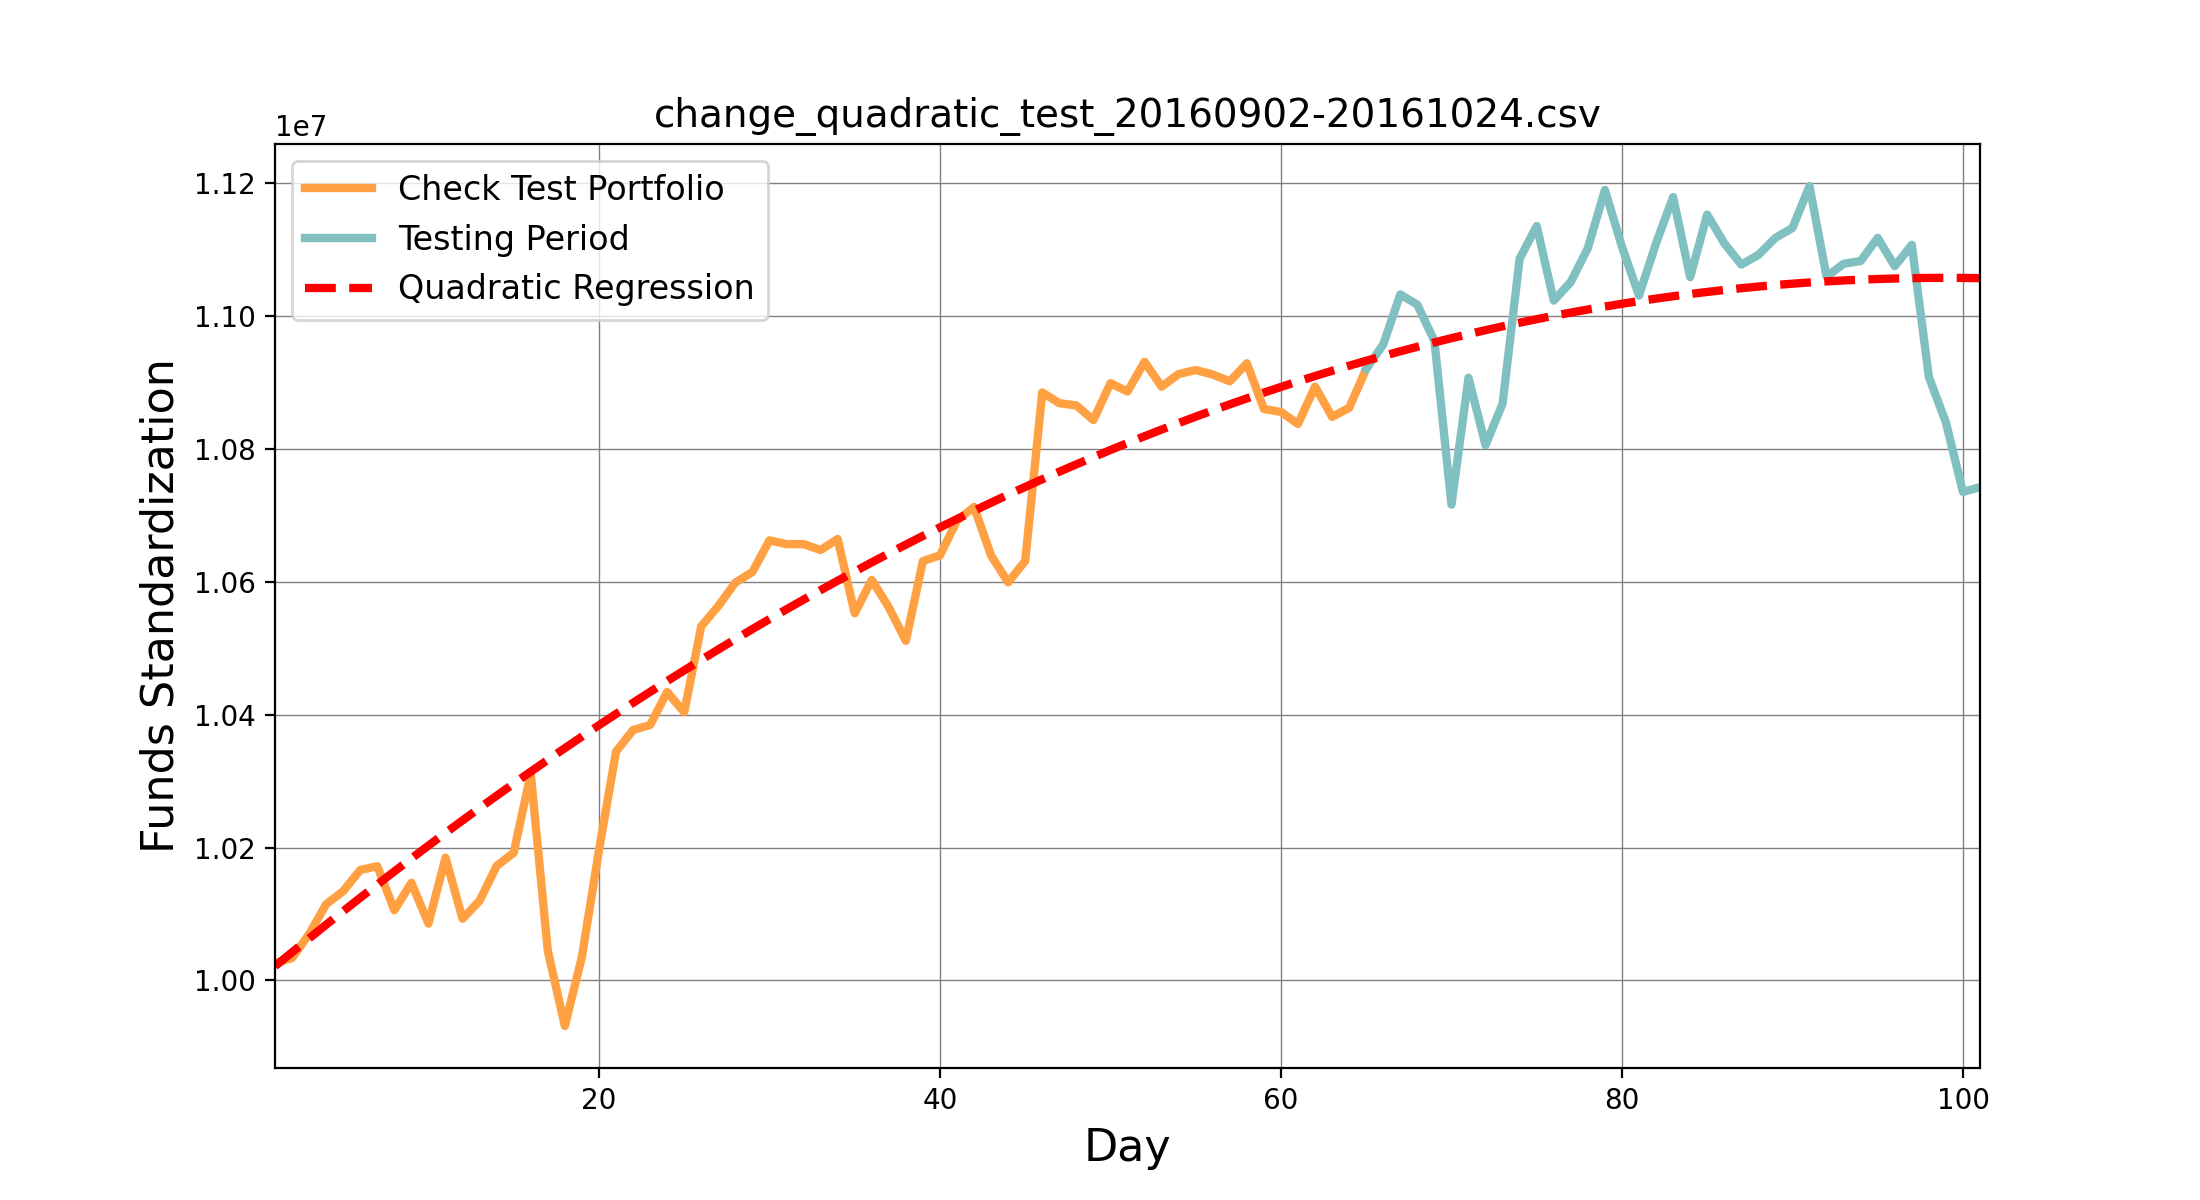 change_quadratic_test_20160902-20161024.csv
1e7
Check Test Portfolio
Testing Period
Quadratic Regression
1.12
1.10
1.08
1.06
1.04
1.02
1.00
Funds Standardization
20 40 60 80 100
Day